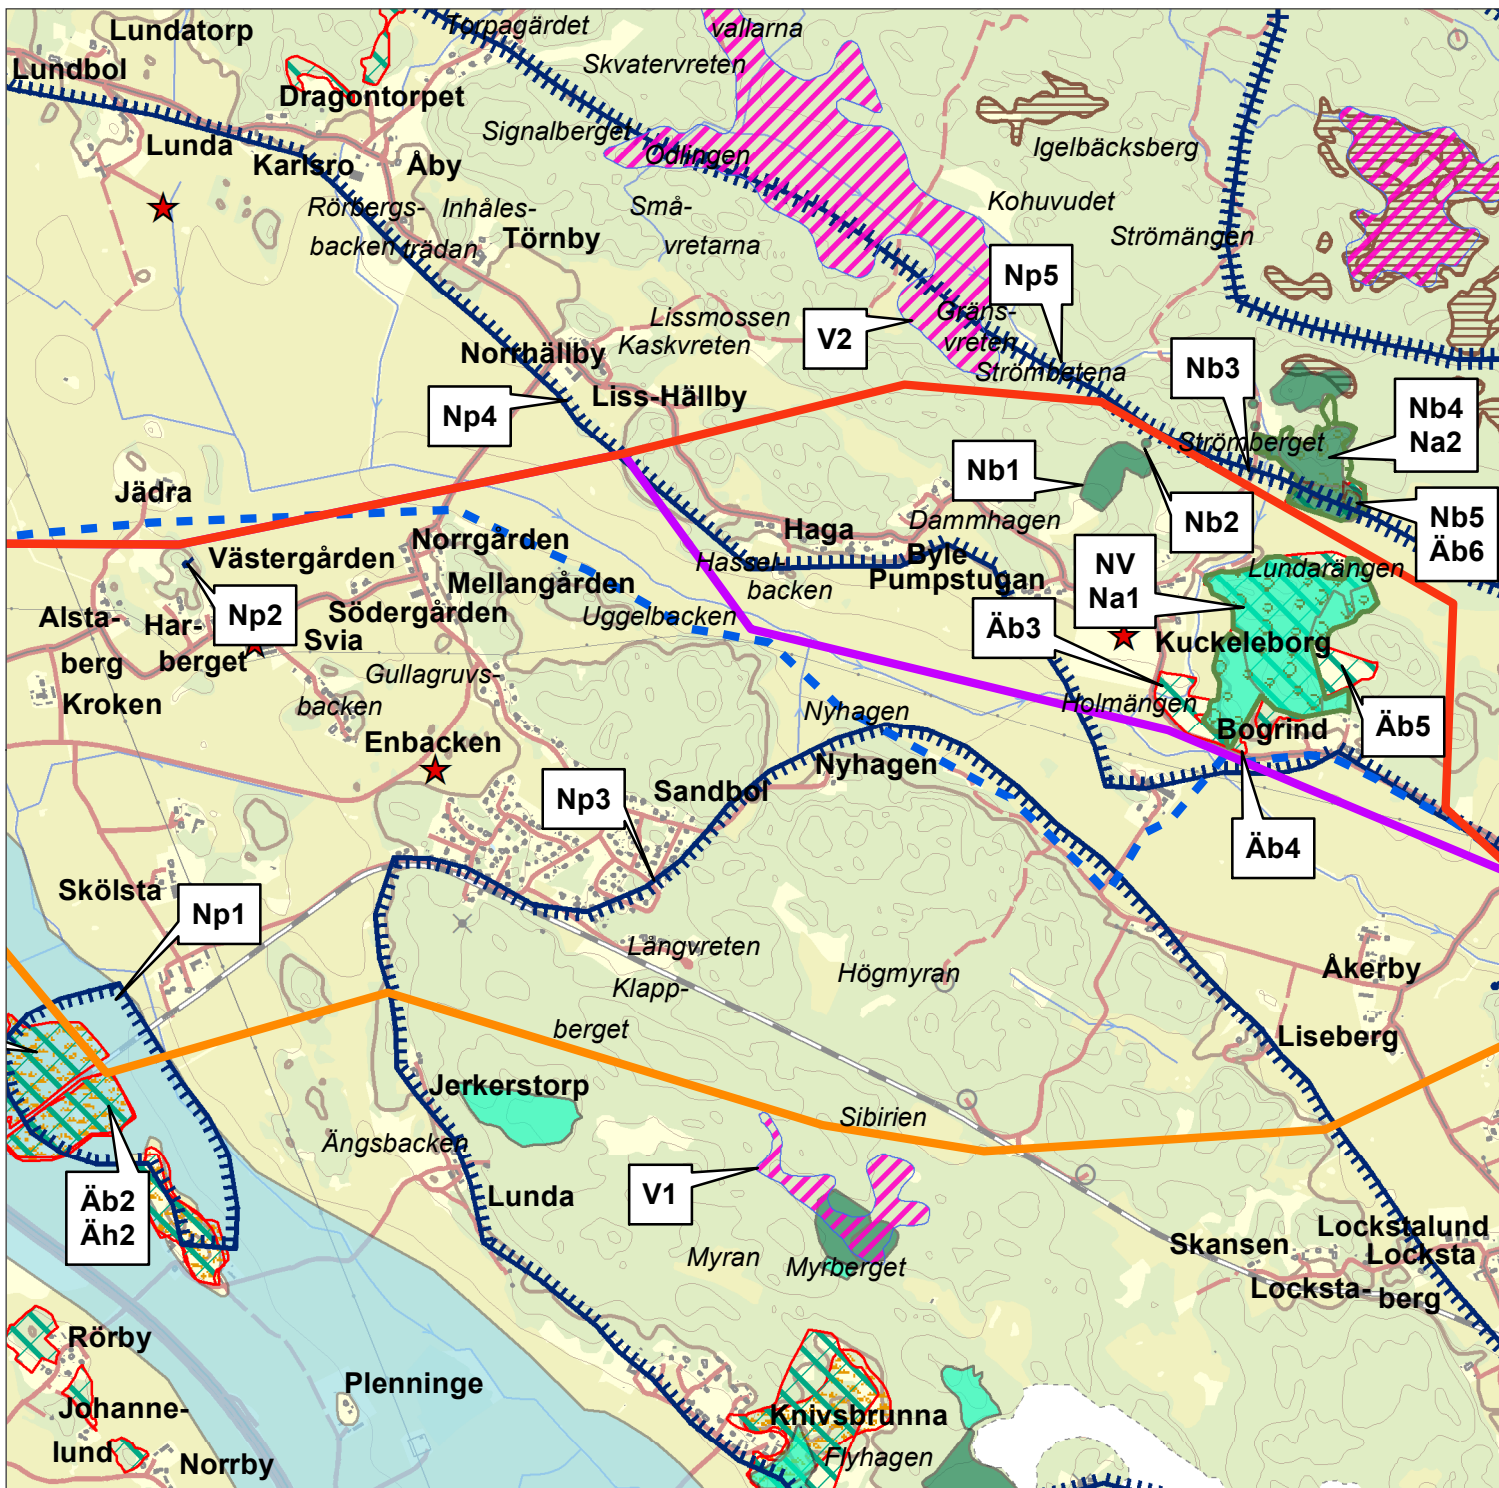 Torpagärdet
vallarna
Lundatorp
Skvatervreten
Lundbol
Dragontorpet
Signalberget
Lunda
Odlingen
Igelbäcksberg
Karlsro
Åby
Rörbergs-
backen
Inhåles-
trädan
Små-
vretarna
Kohuvudet
Törnby
Strömängen
Np5
Lissmossen
Gräns-
vreten
V2
Norrhällby
Kaskvreten
Strömbetena
Nb3
Liss-Hällby
Np4
Nb4
Na2
Strömberget
Nb1
Jädra
Dammhagen
Nb2
Nb5
Äb6
Haga
Norrgården
Västergården
Hassel-
backen
Byle
Pumpstugan
NV
Na1
Lundarängen
Mellangården
Np2
Södergården
Uggelbacken
Alsta-
berg
Har-
berget
Svia
Äb3
Kuckeleborg
Gullagruvs-
backen
Kroken
Nyhagen
Holmängen
Bogrind
Äb5
Enbacken
Nyhagen
Np3
Sandbol
Äb4
Skölsta
Np1
Långvreten
Högmyran
Åkerby
Klapp-
berget
Liseberg
Jerkerstorp
Sibirien
Ängsbacken
Äb2
Äh2
V1
Lunda
Lockstalund
Skansen
Locksta
Myran
Myrberget
Locksta-
berg
Rörby
Plenninge
Johanne-
lund
Knivsbrunna
Norrby
Flyhagen